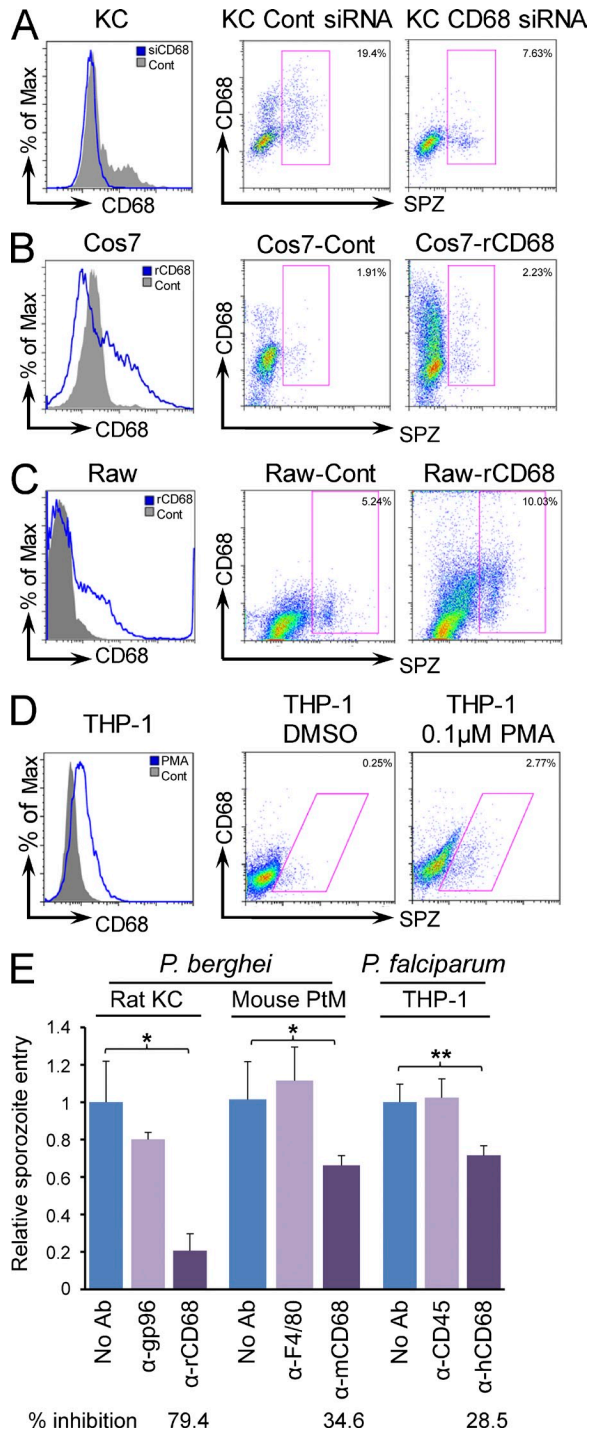 A
KC
siCD68
Cont
% of Max
CD68
KC Cont siRNA
KC CD68 siRNA
19.4%
7.63%
CD68
SPZ
B
Cos7
rCD68
Cont
% of Max
CD68
Cos7-Cont
Cos7-rCD68
1.91%
2.23%
CD68
SPZ
C
Raw
rCD68
Cont
% of Max
CD68
Raw-Cont
Raw-rCD68
5.24%
10.03%
CD68
SPZ
D
THP-1
PMA
Cont
% of Max
CD68
THP-1
DMSO
THP-1
0.1µM PMA
0.25%
2.77%
CD68
SPZ
E
P. berghei
P. falciparum
Rat KC
Mouse PtM
THP-1
Relative sporozoite entry
1.4
1.2
1
0.8
0.6
0.4
0.2
0
*
*
**
No Ab
α-gp96
α-rCD68
No Ab
α-F4/80
α-mCD68
No Ab
α-CD45
α-hCD68
% inhibition 79.4 34.6 28.5